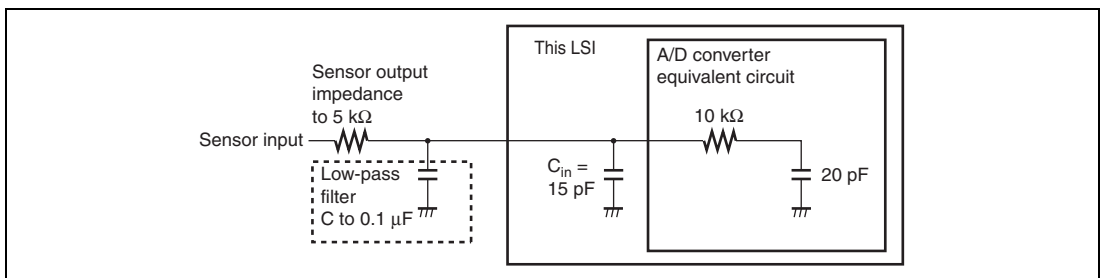 This LSI
A/D converter
equivalent circuit
Sensor output
impedance
to 5 kΩ
10 kΩ
Sensor input
Low-pass
filter
C to 0.1 μF
Cin =
15 pF
20 pF